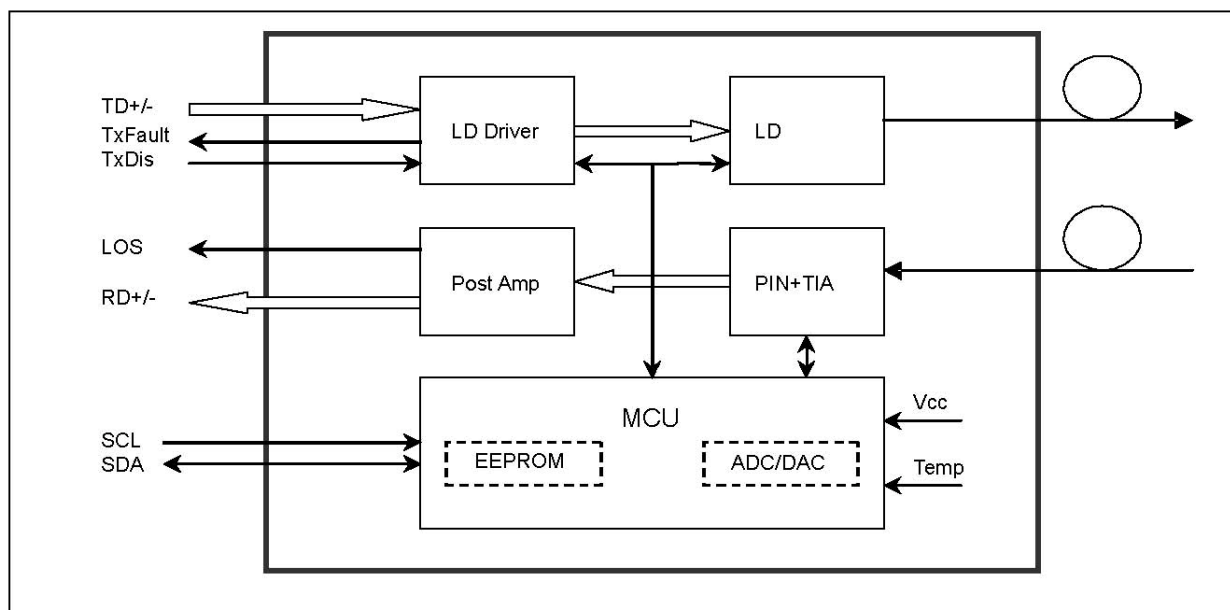 TD+/-
TxFault
TxDis
LD Driver
LD
LOS
RD+/-
Post Amp
PIN+TIA
MCU
EEPROM
ADC/DAC
SCL
SDA
Vcc
Temp